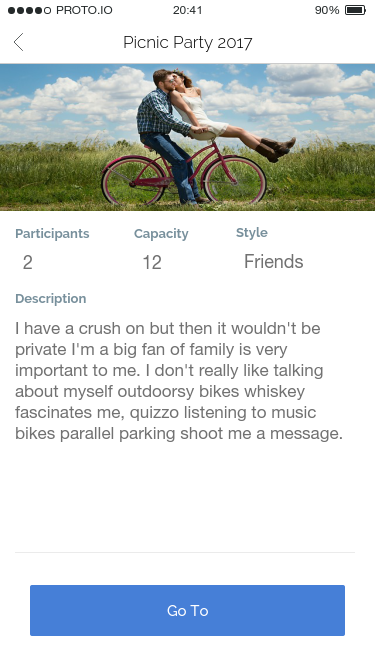 PROTO.IO 20:41 90%
Picnic Party 2017
Participants Capacity Style
2 12 Friends
Description
I have a crush on but then it wouldn't be
private I'm a big fan of family is very
important to me. I don't really like talking
about myself outdoorsy bikes whiskey
fascinates me, quizzo listening to music
bikes parallel parking shoot me a message.
Go To